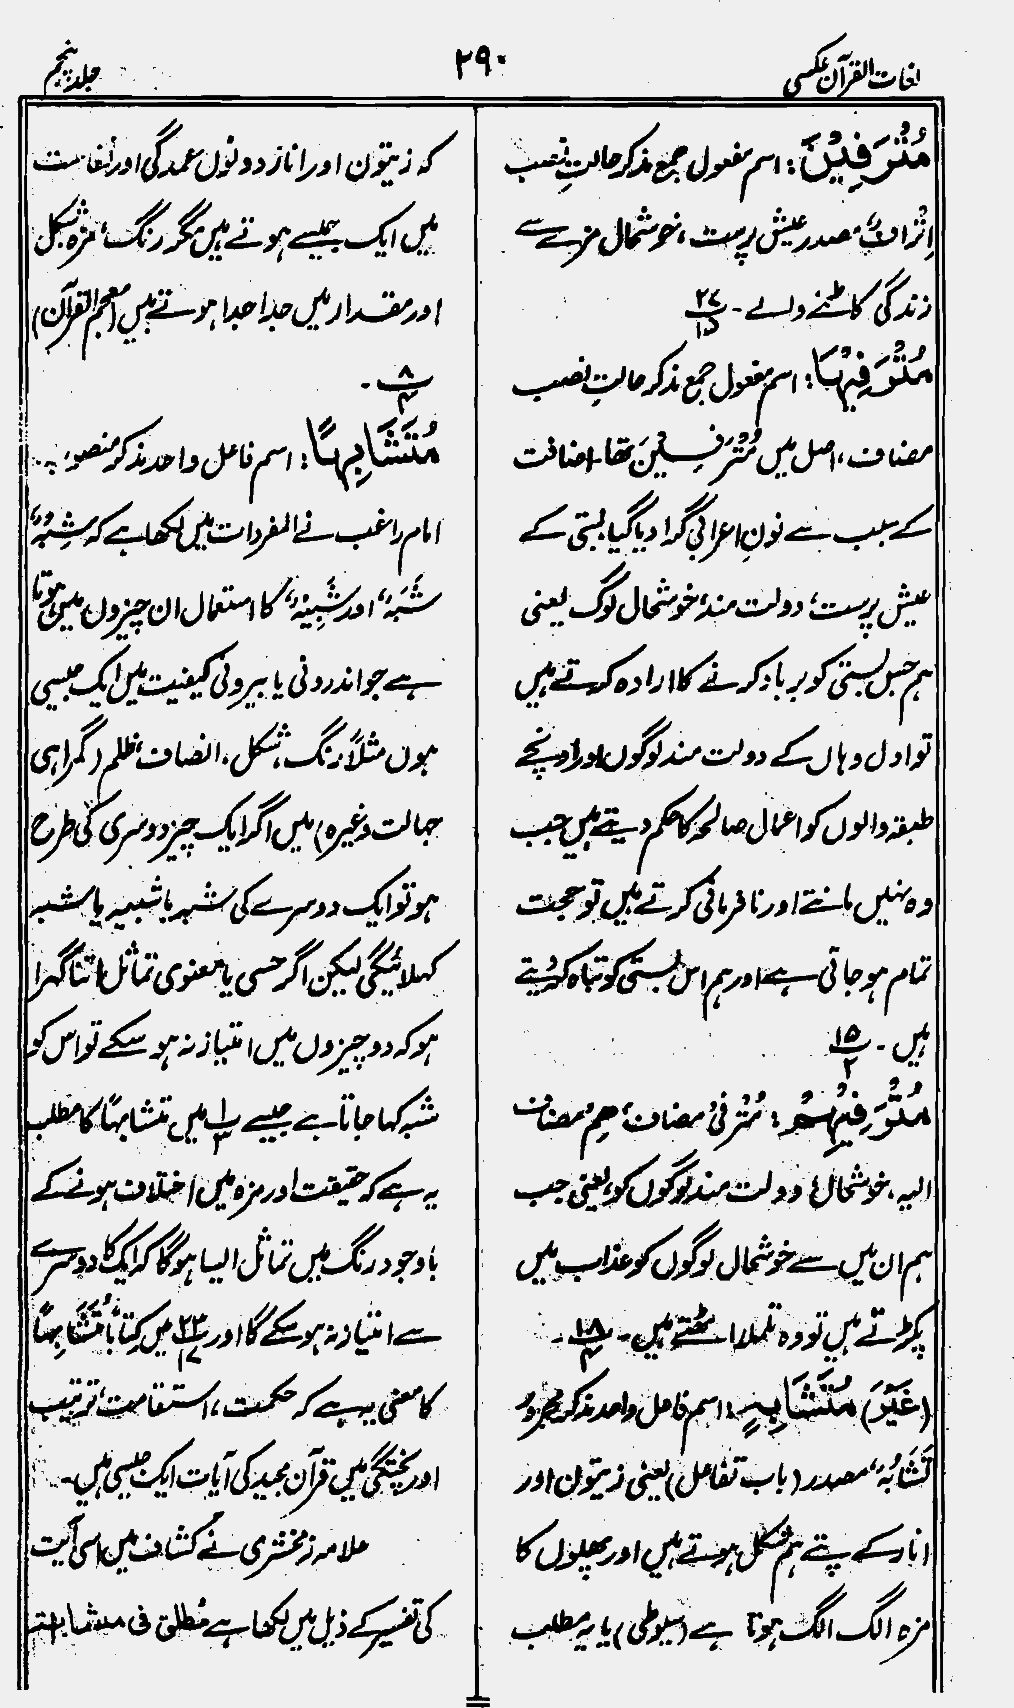 لغات القرآن عکسی
۲۹۰
جلد پنجم
مُتْرَفِیْنَ: اسم مفعول جمع مذکر حالتِ نصب
اِتْرَافٌ، مصدر عیش پرست، خوشحال مزے سے
زندگی کاٹنے والے۔ ۲۷/۱۵
مُتْرَفِیْہَا: اسم مفعول جمع مذکر حالتِ نصب
مضاف، اصل میں مُتْرَفِیْنَ تھا۔ اضافت
کے سبب سے نونِ اعرابی گرا دیا گیا بستی کے
عیش پرست، دولت مند، خوشحال لوگ یعنی
ہم جس بستی کو برباد کرنے کا ارادہ کرتے ہیں
تو اول وہاں کے دولت مند لوگوں اور اونچے
طبقہ والوں کو اعمال صالحہ کا حکم دیتے ہیں جب
وہ نہیں مانتے اور نافرمانی کرتے ہیں تو حجت
تمام ہو جاتی ہے اور ہم اس بستی کو تباہ کر دیتے
ہیں۔ ۱۵/۲
مُتْرَفِیْہِمْ: مُتْرَفِیْ مضاف، ھِمْ مضاف
الیہ، خوشحال، دولت مند لوگوں کو، یعنی جب
ہم ان میں سے خوشحال لوگوں کو عذاب میں
پکڑتے ہیں تو وہ تلملا اٹھتے ہیں۔ ۱۸/۴
(غَیْرَ) مُتَشَابِہٍ: اسم فاعل واحد مذکر مجرور
تَشَابُہٌ، مصدر (باب تفاعل) یعنی زیتون اور
انار کے پتے ہم شکل ہوتے ہیں اور پھلوں کا
مزہ الگ الگ ہوتا ہے (سیوطی) یا یہ مطلب
کہ زیتون اور انار دونوں عمدگی اور نفاست
میں ایک جیسے ہوتے ہیں مگر رنگ، مزہ شکل
اور مقدار میں جدا جدا ہوتے ہیں (معجم القرآن)
۸/۴۔
مُتَشَابِہًا: اسم فاعل واحد مذکر منصوب۔
امام راغب نے المفردات میں لکھا ہے کہ شِبْہٌ،
شَبَہٌ، اور شَبِیْہٌ، کا استعمال ان چیزوں میں ہوتا
ہے جو اندرونی یا بیرونی کیفیت میں ایک جیسی
ہوں مثلاً رنگ، شکل، انصاف، ظلم (گمراہی
جہالت وغیرہ) میں اگر ایک چیز دوسری کی طرح
ہو تو ایک دوسرے کی شبہ یا شبیہ یا شبہ
کہلائیگی لیکن اگر حسی یا معنوی تماثل اتنا گہرا
ہو کہ دو چیزوں میں امتیاز نہ ہو سکے تو اس کو
شبہ کہا جاتا ہے جیسے ۱/۳ میں متشابہًا کا مطلب
یہ ہے کہ حقیقت اور مزہ میں اختلاف ہونے کے
باوجود رنگ میں تماثل ایسا ہوگا کہ ایک کا دوسرے
سے امتیاز نہ ہو سکے گا اور ۲۳/۱۷ میں کِتَابًا مُتَشَابِہًا
کا معنی یہ ہے کہ حکمت، استقامت، ترتیب
اور پختگی میں قرآن مجید کی آیات ایک جیسی ہیں۔
علامہ زمخشری نے کشاف میں اسی آیت
کی تفسیر کے ذیل میں لکھا ہے مُطلق فی مشابہۃ